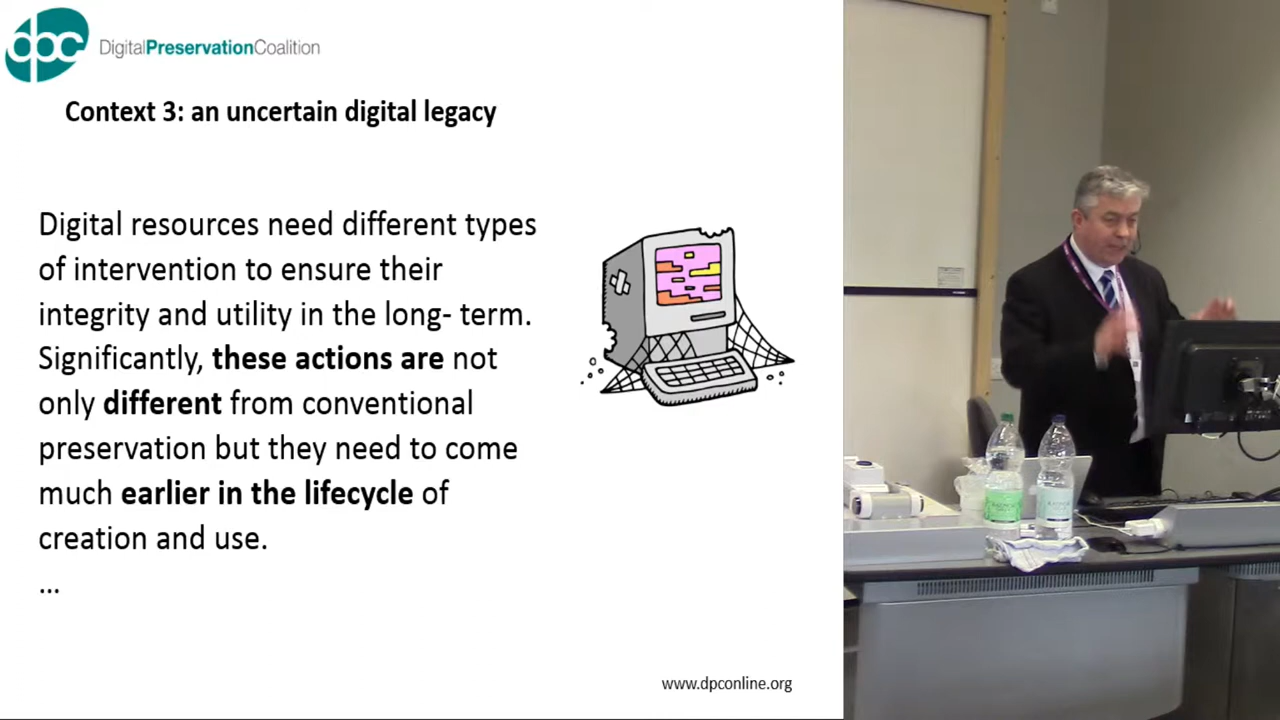 dpc DigitalPreservationCoalition
Context 3: an uncertain digital legacy
Digital resources need different types
of intervention to ensure their
integrity and utility in the long- term.
Significantly, these actions are not
only different from conventional
preservation but they need to come
much earlier in the lifecycle of
creation and use.
...
www.dpconline.org